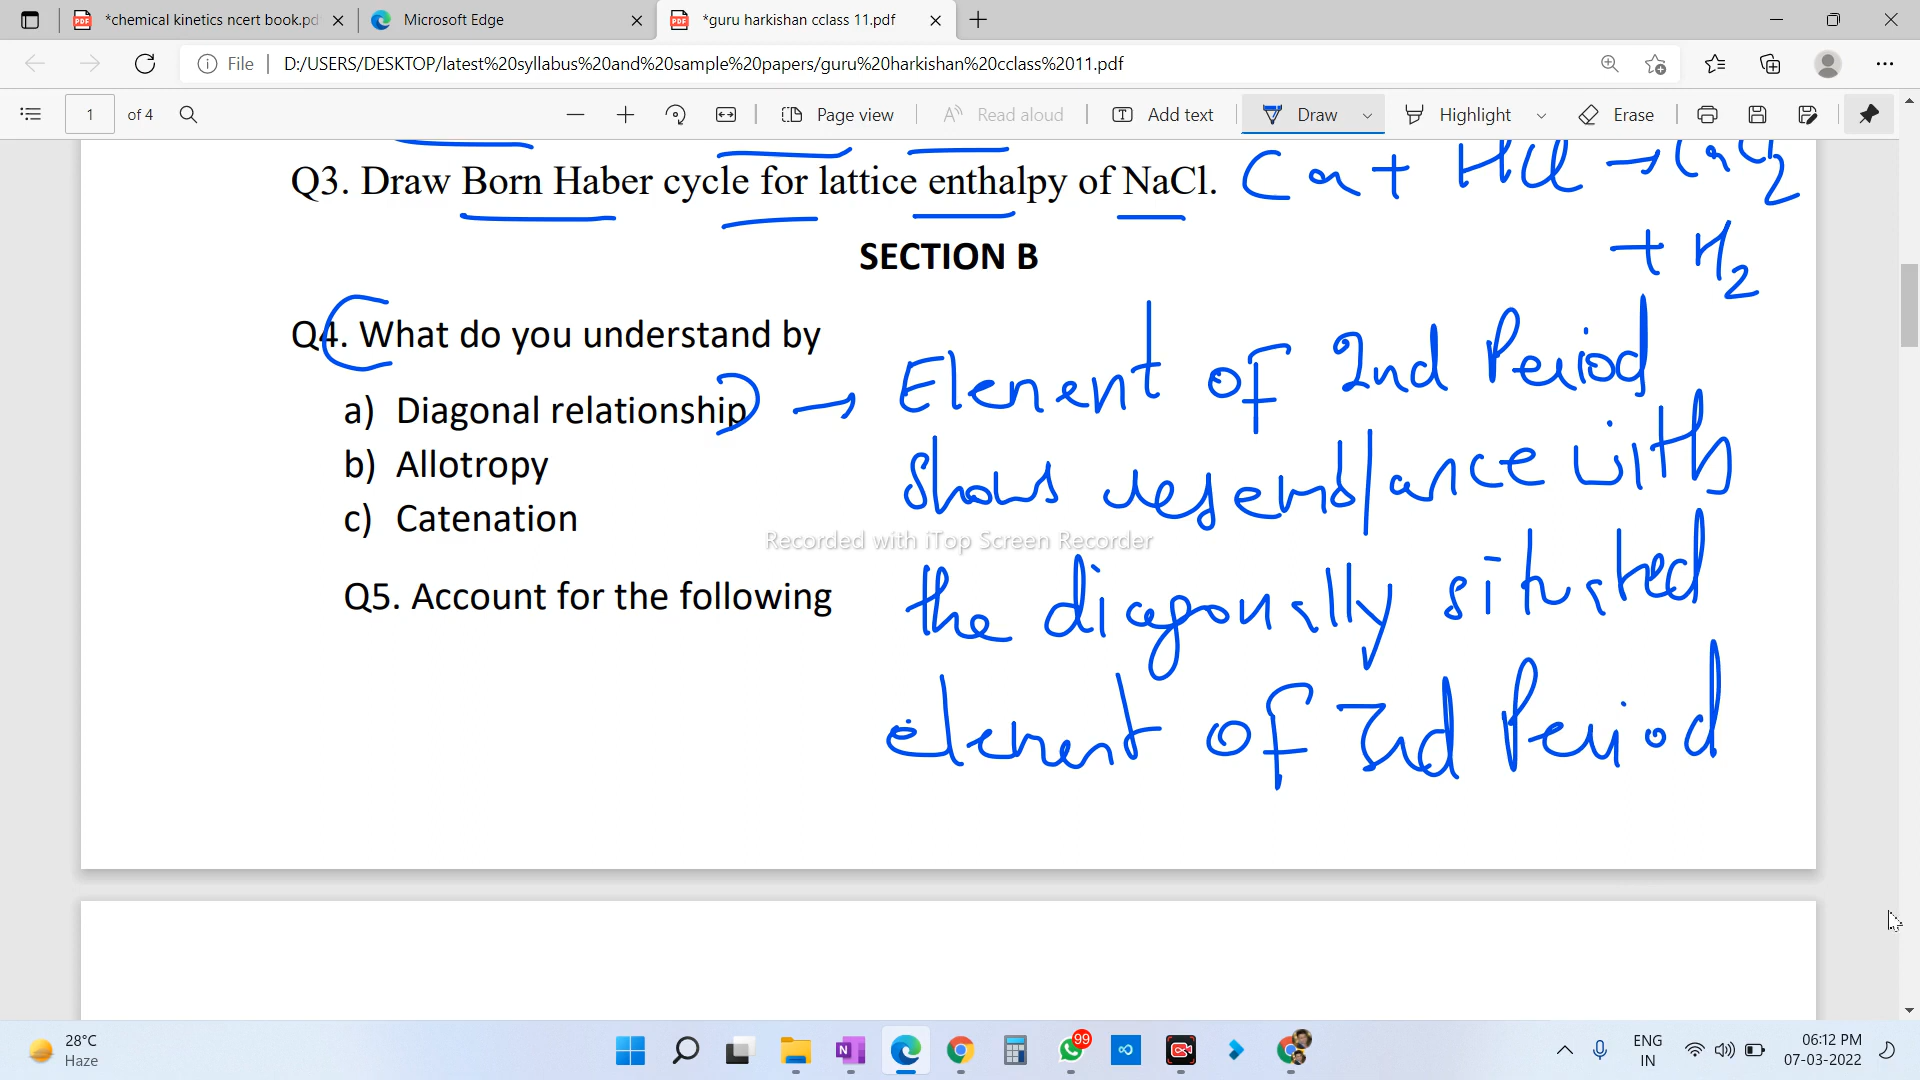 *chemical kinetics ncert book.pd
Microsoft Edge
*guru harkishan cclass 11.pdf
File
D:/USERS/DESKTOP/latest%20syllabus%20and%20sample%20papers/guru%20harkishan%20cclass%2011.pdf
1 of 4
Page view
Read aloud
Add text
Draw
Highlight
Erase
Q3. Draw Born Haber cycle for lattice enthalpy of NaCl.
Ca + HCl → CaCl2
+ H2
SECTION B
Q4. What do you understand by
a) Diagonal relationship → Element of 2nd Period
shows resemblance with
the diagonally situated
element of 3rd Period
b) Allotropy
c) Catenation
Recorded with iTop Screen Recorder
Q5. Account for the following
28°C
Haze
99
ENG
IN
06:12 PM
07-03-2022